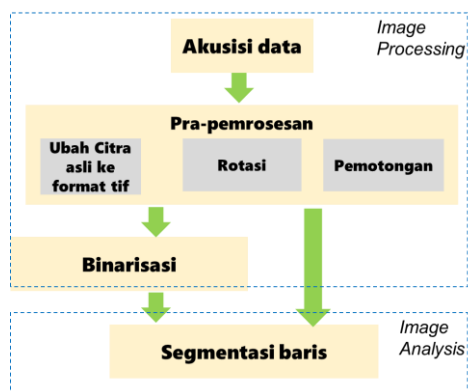 Image
Processing
Akusisi data
Pra-pemrosesan
Ubah Citra
asli ke
format tif
Rotasi
Pemotongan
Binarisasi
Image
Analysis
Segmentasi baris